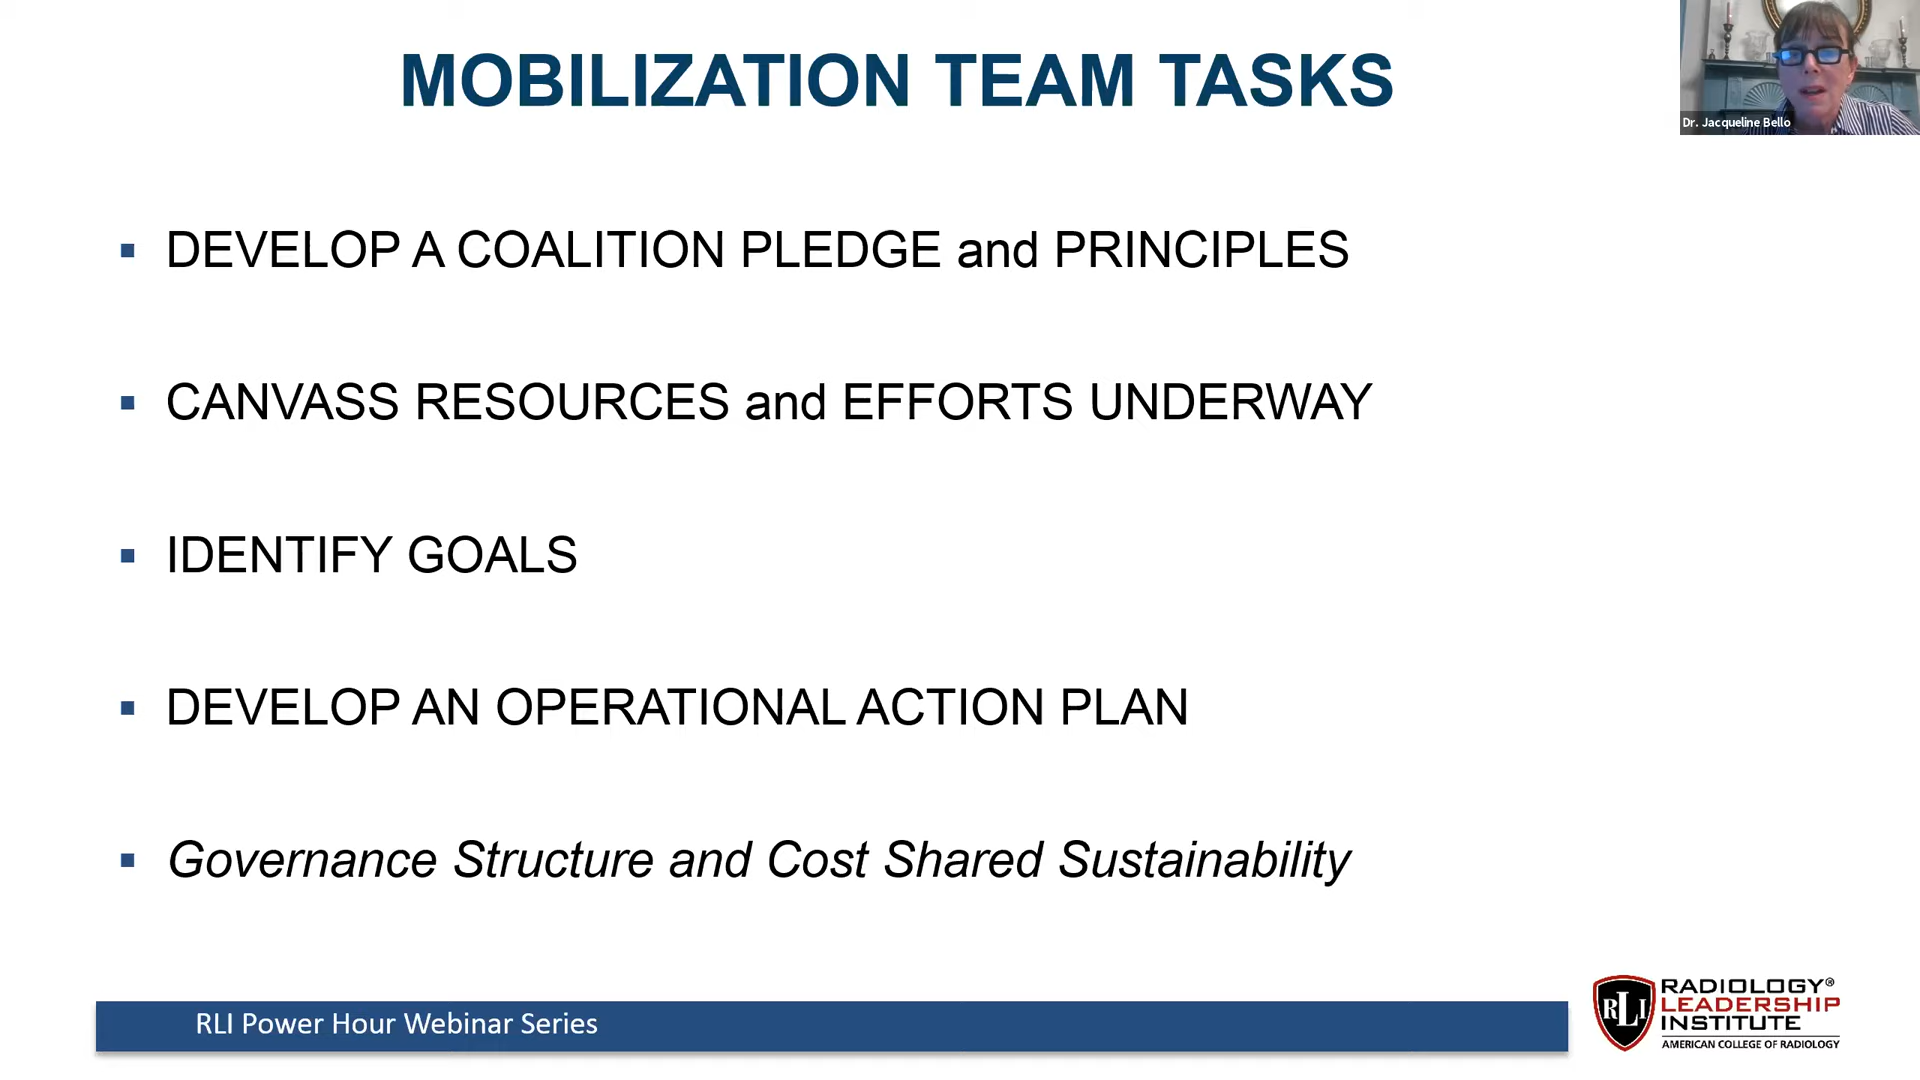 MOBILIZATION TEAM TASKS
Dr. Jacqueline Bello
DEVELOP A COALITION PLEDGE and PRINCIPLES
CANVASS RESOURCES and EFFORTS UNDERWAY
IDENTIFY GOALS
DEVELOP AN OPERATIONAL ACTION PLAN
Governance Structure and Cost Shared Sustainability
RLI Power Hour Webinar Series
RLI
RADIOLOGY®
LEADERSHIP
INSTITUTE
AMERICAN COLLEGE OF RADIOLOGY